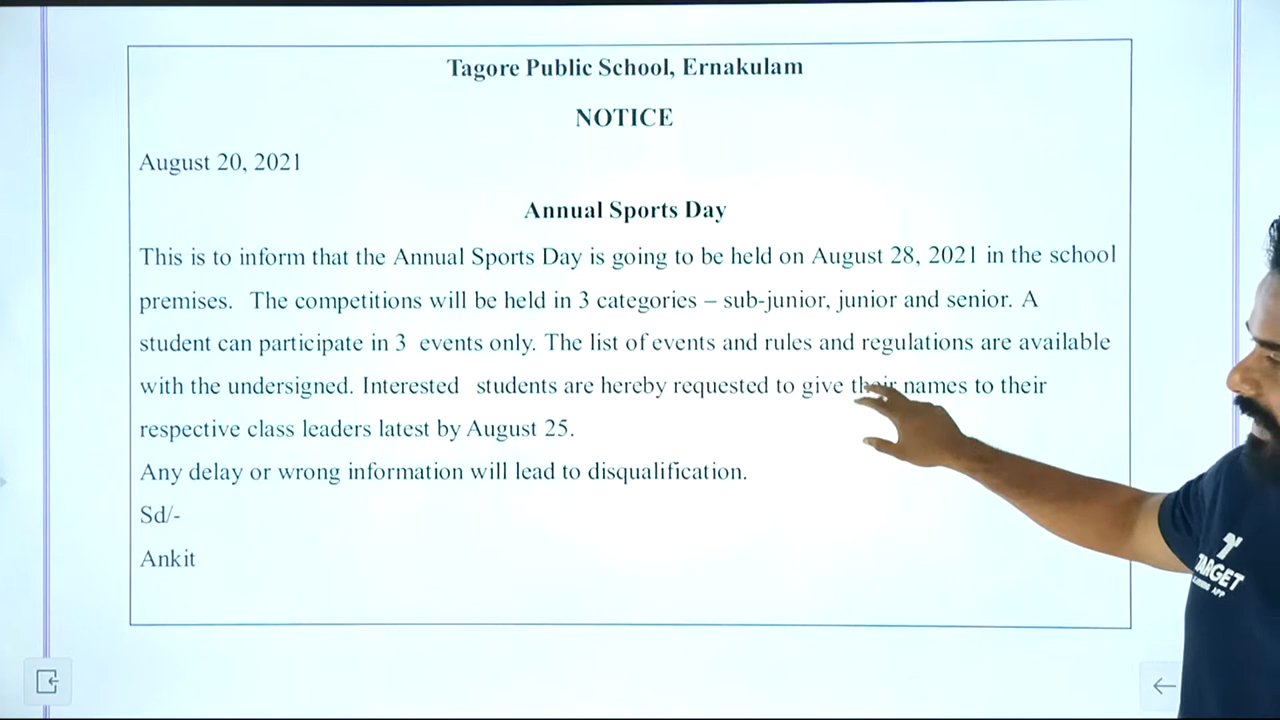 Tagore Public School, Ernakulam
NOTICE
August 20, 2021
Annual Sports Day
This is to inform that the Annual Sports Day is going to be held on August 28, 2021 in the school
premises. The competitions will be held in 3 categories – sub-junior, junior and senior. A
student can participate in 3 events only. The list of events and rules and regulations are available
with the undersigned. Interested students are hereby requested to give their names to their
respective class leaders latest by August 25.
Any delay or wrong information will lead to disqualification.
Sd/-
Ankit
TARGET
LEARNING APP